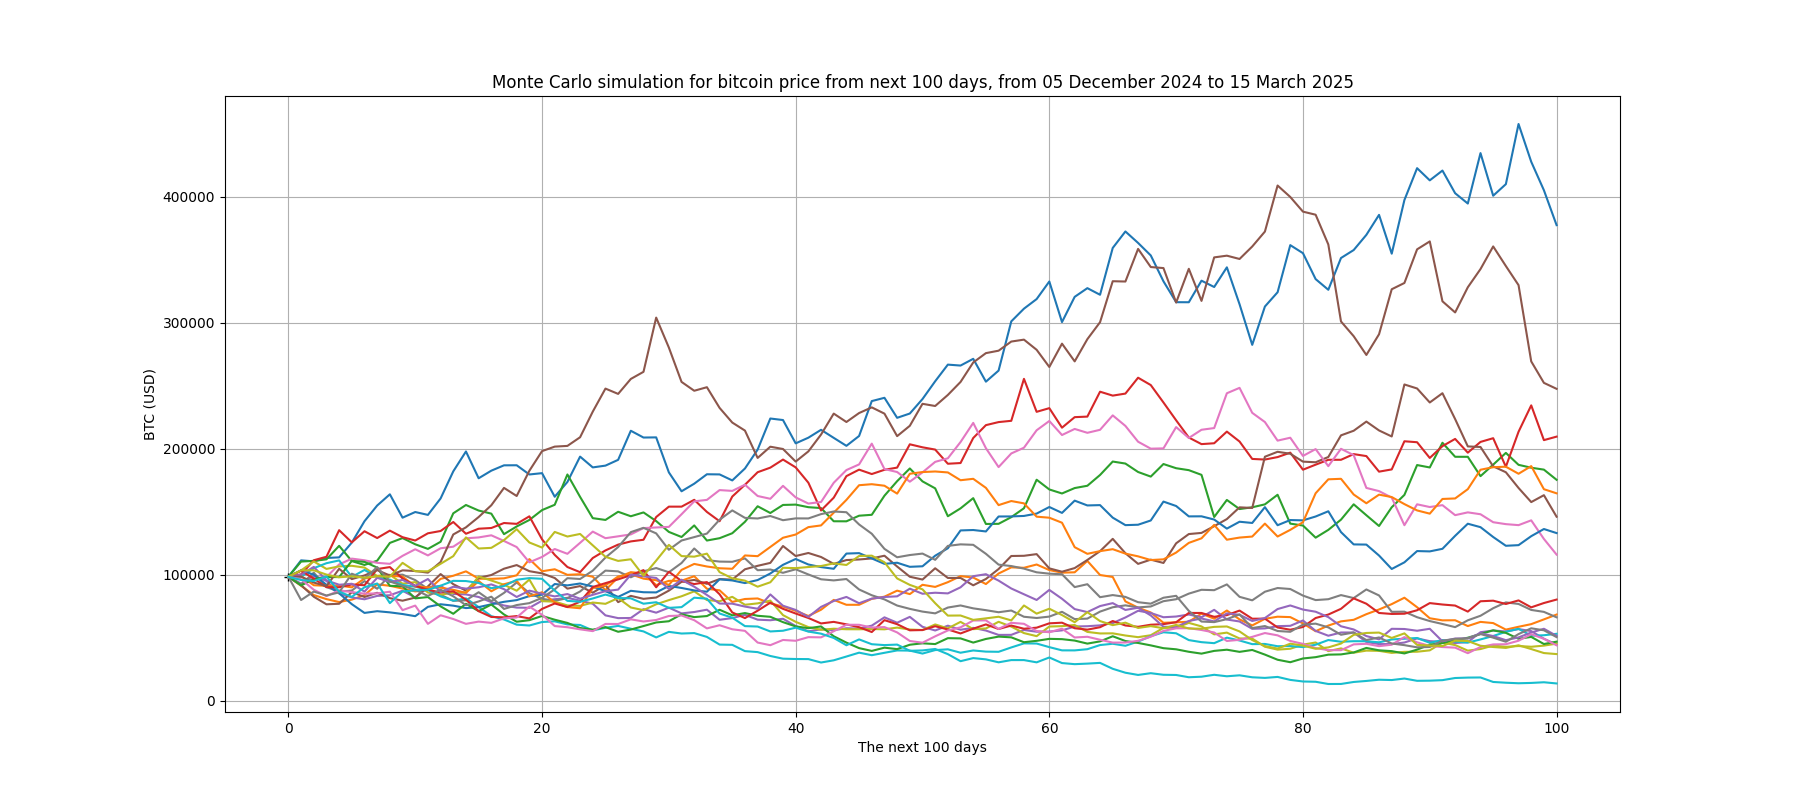 Monte Carlo simulation for bitcoin price from next 100 days, from 05 December 2024 to 15 March 2025
BTC (USD)
400000
300000
200000
100000
0
0 20 40 60 80 100
The next 100 days